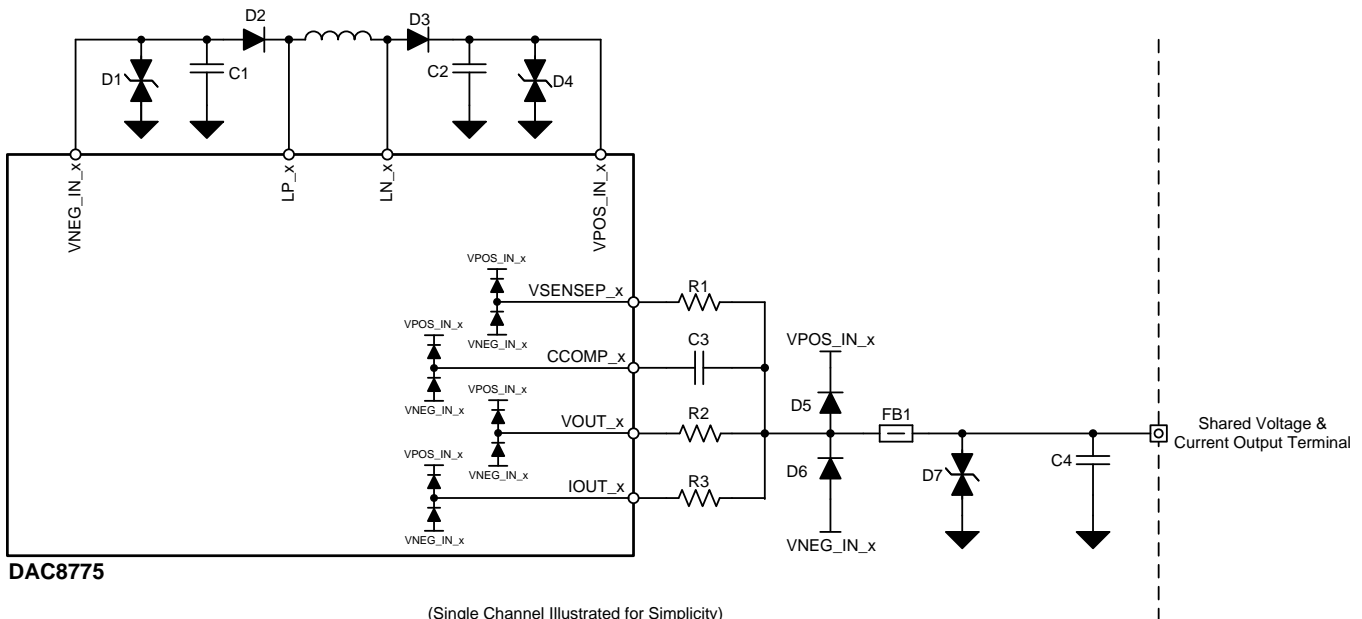 D2
D3
D1
C1
C2
D4
VNEG_IN_x
LP_x
LN_x
VPOS_IN_x
VPOS_IN_x
VSENSEP_x
R1
VNEG_IN_x
VPOS_IN_x
CCOMP_x
C3
VPOS_IN_x
VNEG_IN_x
VPOS_IN_x
D5
VOUT_x
R2
FB1
Shared Voltage &
Current Output Terminal
VPOS_IN_x
VNEG_IN_x
D6
D7
C4
IOUT_x
R3
VNEG_IN_x
VNEG_IN_x
DAC8775
(Single Channel Illustrated for Simplicity)